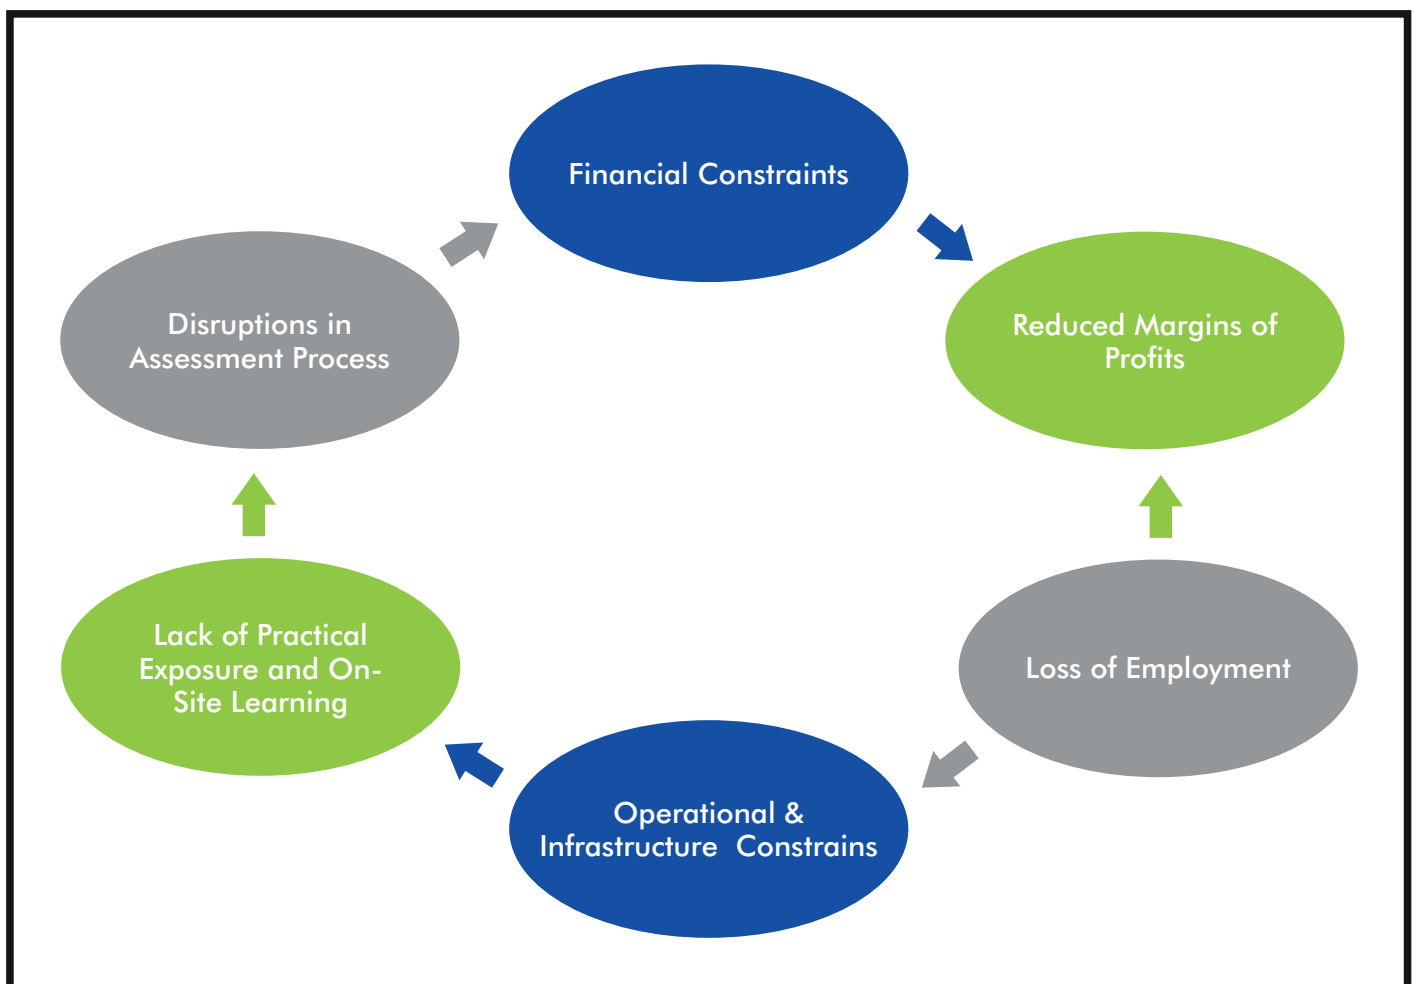 Financial Constraints
Reduced Margins of
Profits
Loss of Employment
Operational &
Infrastructure  Constrains
Lack of Practical
Exposure and On-
Site Learning
Disruptions in
Assessment Process